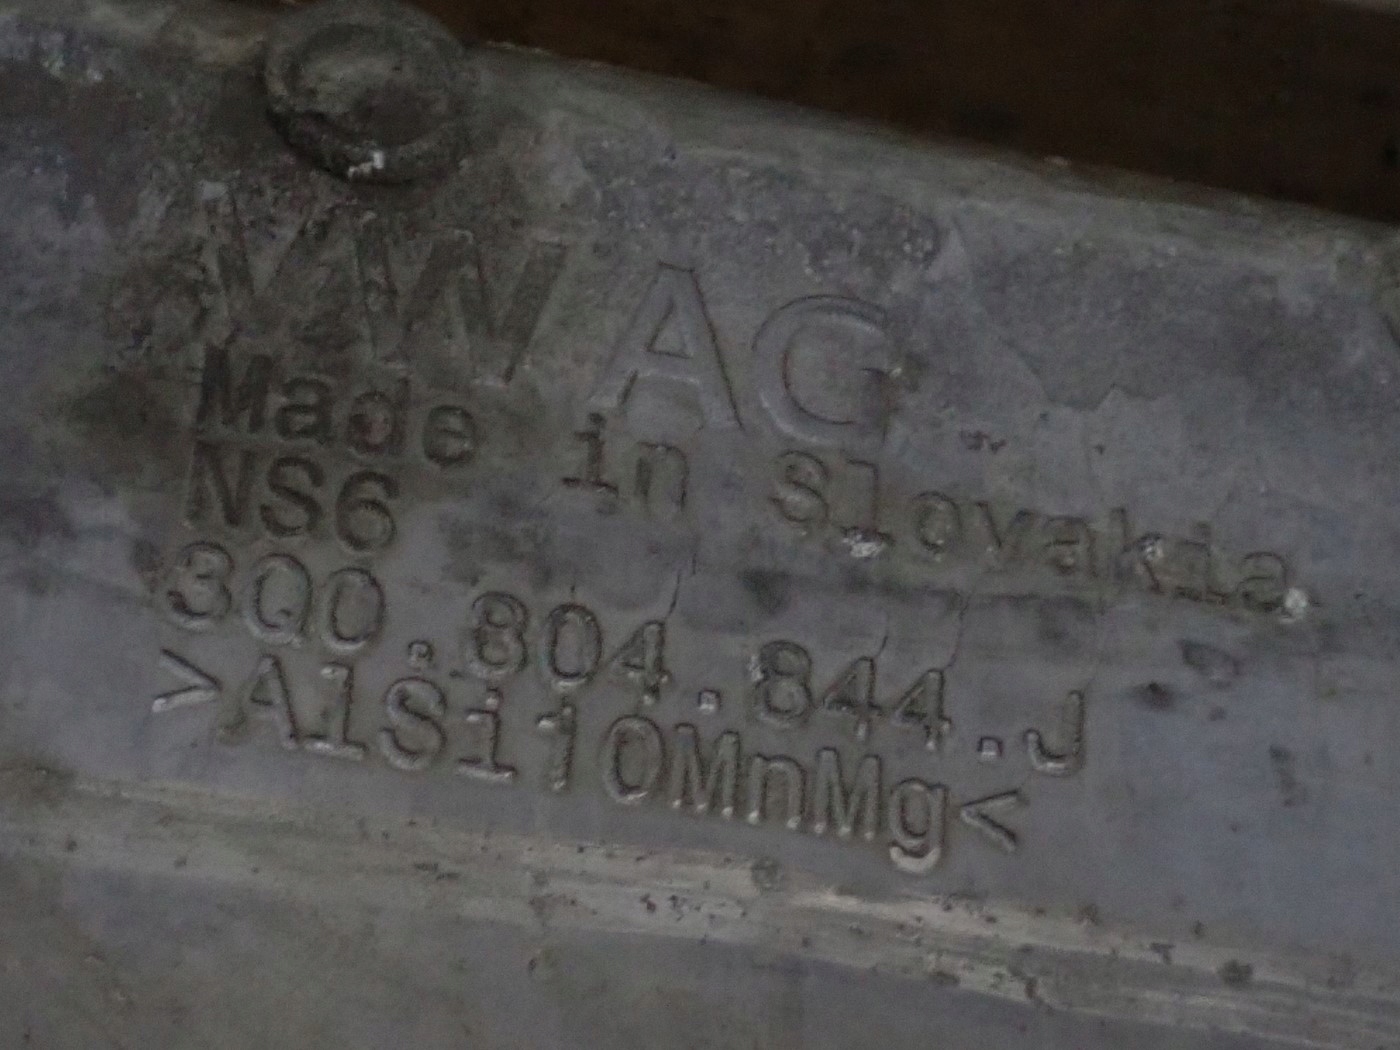 VW AG
Made in Slovakia
NS6
3Q0.804.844.J
>AlSi10MnMg<